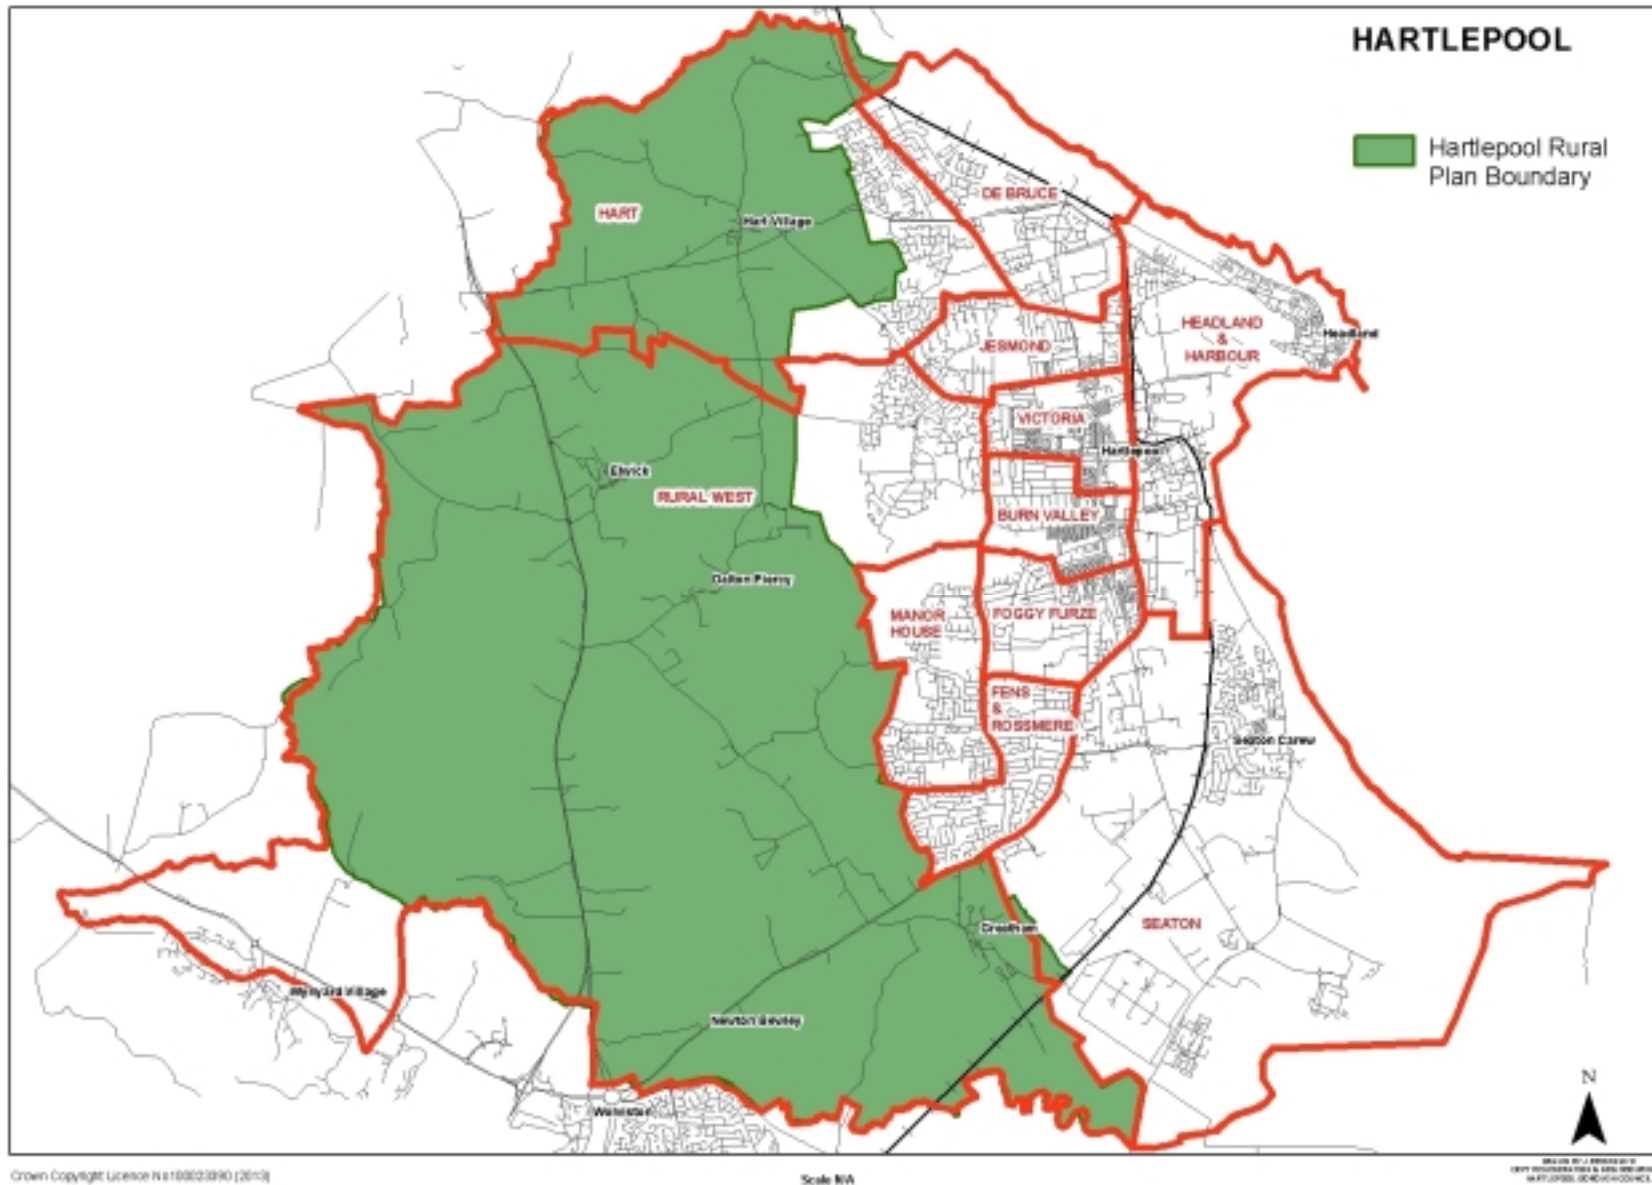 HARTLEPOOL
Hartlepool Rural
Plan Boundary
DE BRUCE
HART
Hart Village
HEADLAND
&
HARBOUR
Headland
JESMOND
VICTORIA
Hartlepool
Elwick
RURAL WEST
BURN VALLEY
Dalton Piercy
MANOR
HOUSE
FOGGY FURZE
FENS
&
ROSSMERE
Seaton Carew
SEATON
Greatham
Wynyard Village
Newton Bewley
Wolviston
N
Crown Copyright Licence No100023390 (2013)
Scale N/A